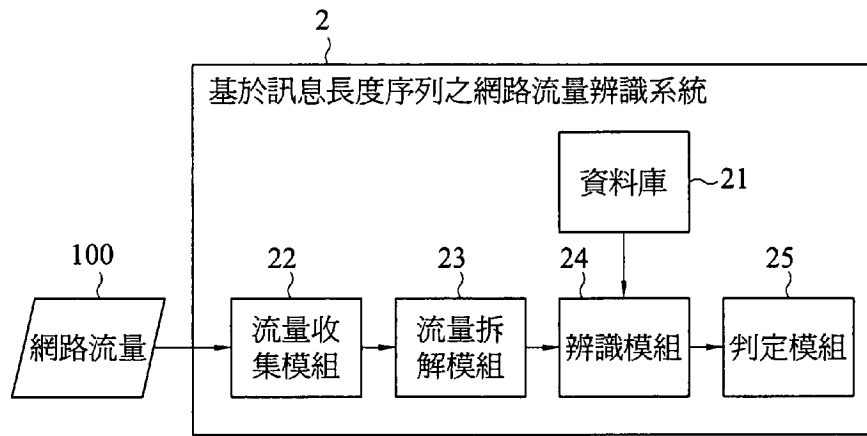 2
基於訊息長度序列之網路流量辨識系統
資料庫
21
100
22
23
24
25
網路流量
流量收
集模組
流量拆
解模組
辨識模組
判定模組